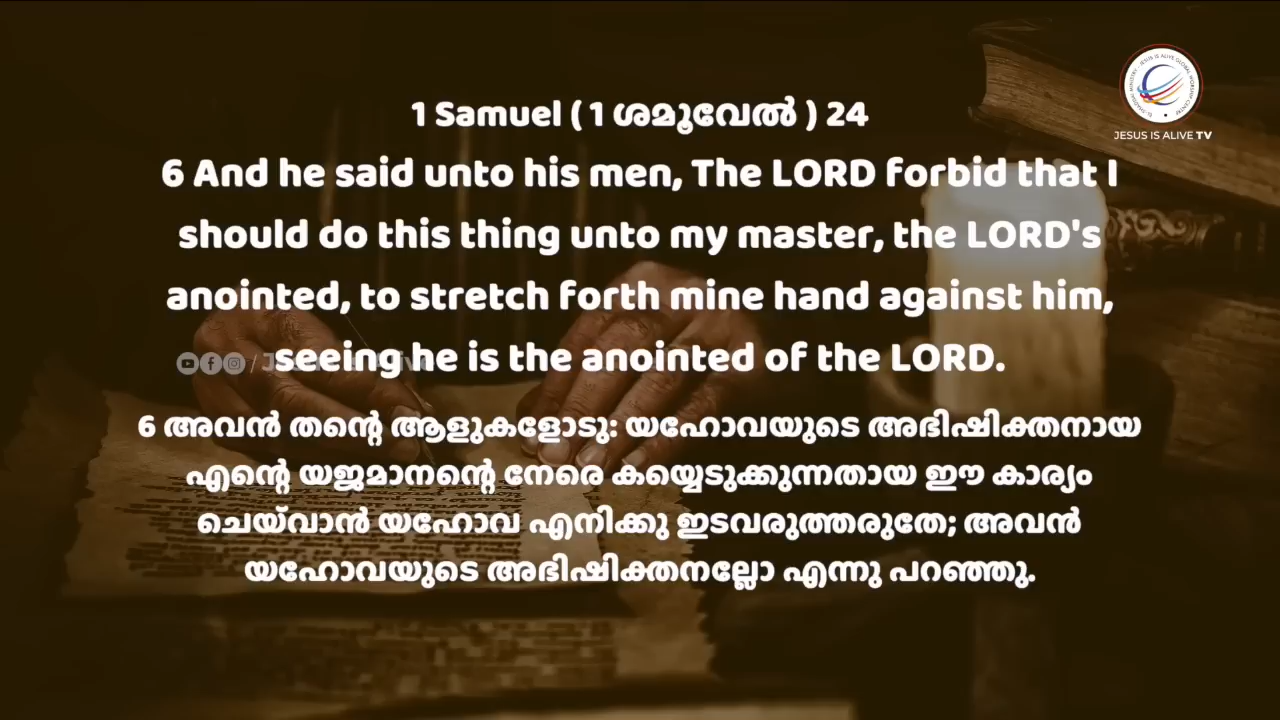 JESUS IS ALIVE TV
1 Samuel ( 1 ശമൂവേൽ ) 24
6 And he said unto his men, The LORD forbid that I
should do this thing unto my master, the LORD's
anointed, to stretch forth mine hand against him,
seeing he is the anointed of the LORD.
6 അവൻ തന്റെ ആളുകളോടു: യഹോവയുടെ അഭിഷിക്തനായ
എന്റെ യജമാനന്റെ നേരെ കയ്യെടുക്കുന്നതായ ഈ കാര്യം
ചെയ്‌വാൻ യഹോവ എനിക്കു ഇടവരുത്തരുതേ; അവൻ
യഹോവയുടെ അഭിഷിക്തനല്ലോ എന്നു പറഞ്ഞു.